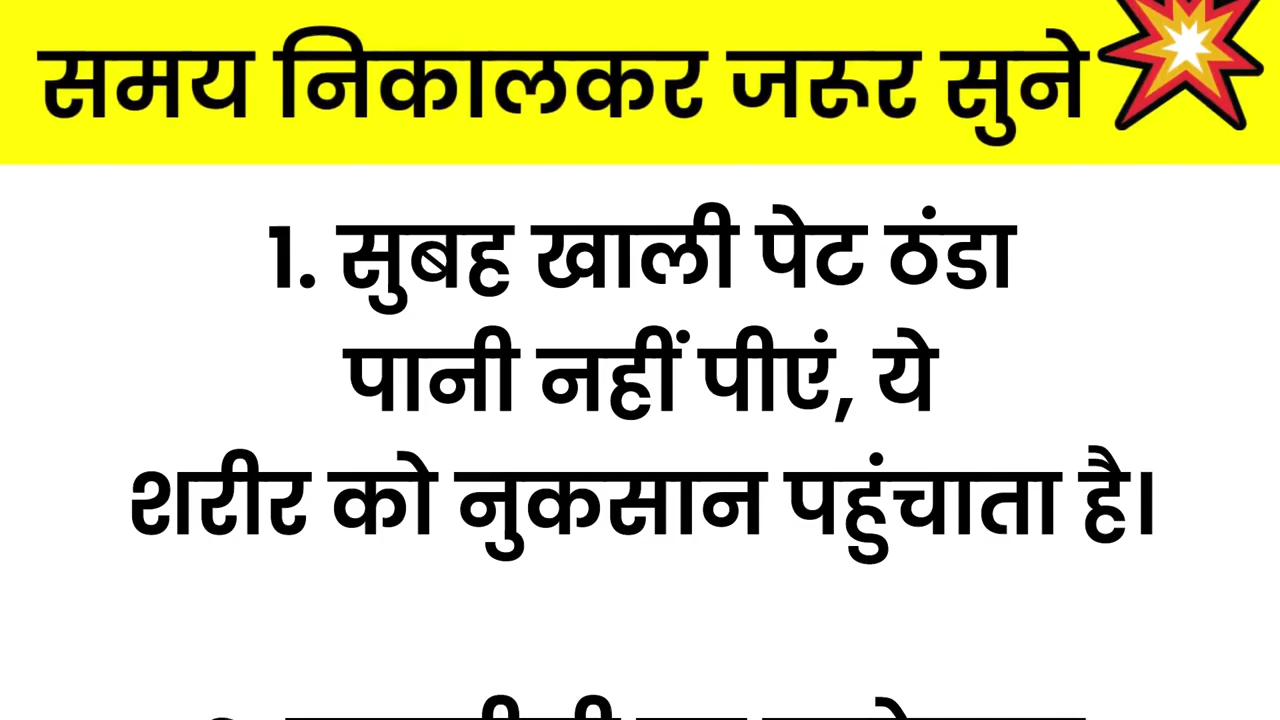 समय निकालकर जरूर सुने
1. सुबह खाली पेट ठंडा
पानी नहीं पीएं, ये
शरीर को नुकसान पहुंचाता है।